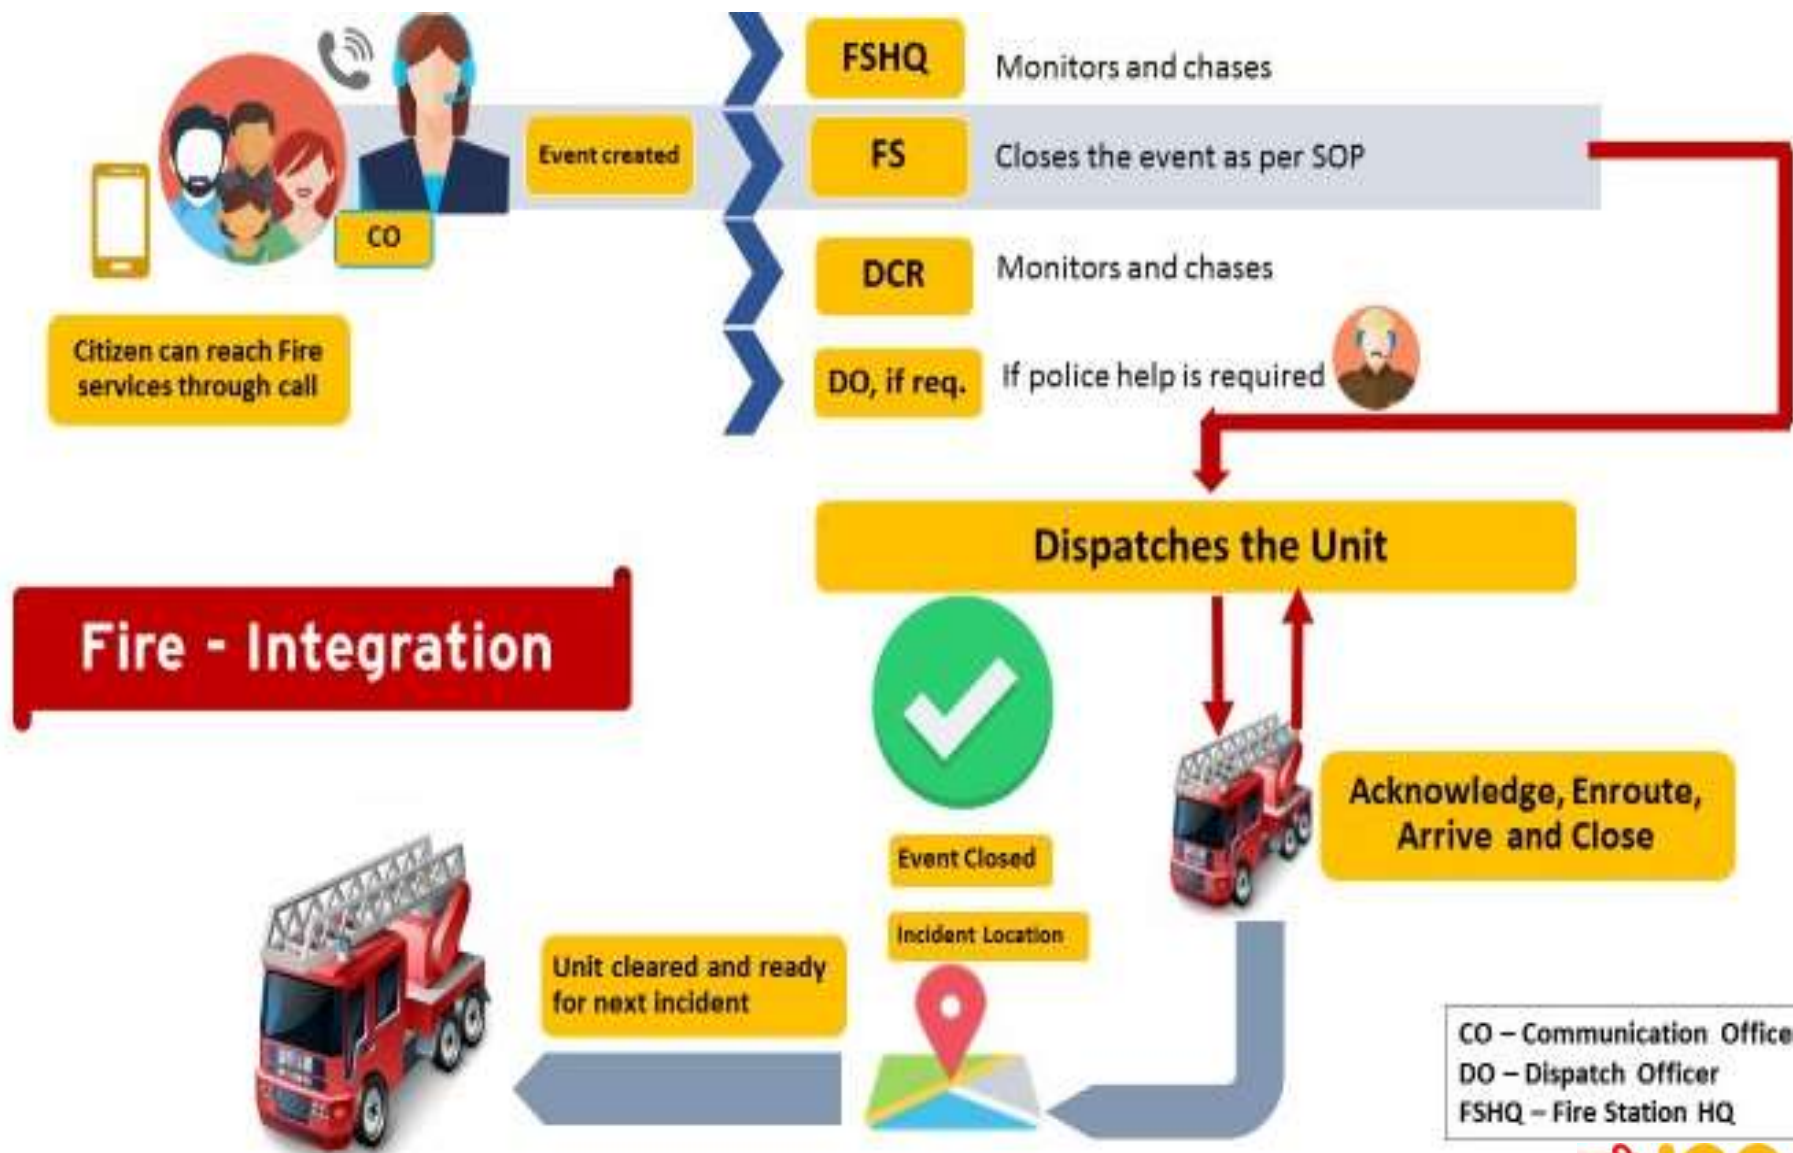 FSHQ
Monitors and chases
Event created
FS
Closes the event as per SOP
CO
DCR
Monitors and chases
Citizen can reach Fire
services through call
DO, if req.
If police help is required
Dispatches the Unit
Fire - Integration
Acknowledge, Enroute,
Arrive and Close
Event Closed
Incident Location
Unit cleared and ready
for next incident
CO – Communication Office
DO – Dispatch Officer
FSHQ – Fire Station HQ